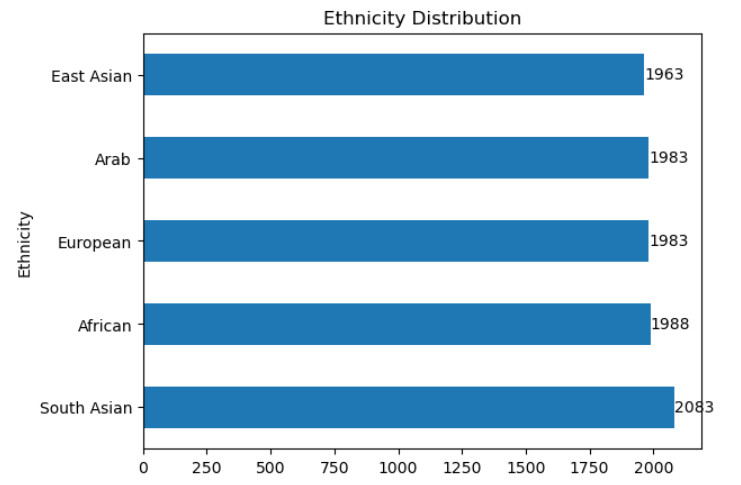 Ethnicity Distribution
East Asian 1963
Arab 1983
European 1983
Ethnicity
African 1988
South Asian 2083
0 250 500 750 1000 1250 1500 1750 2000